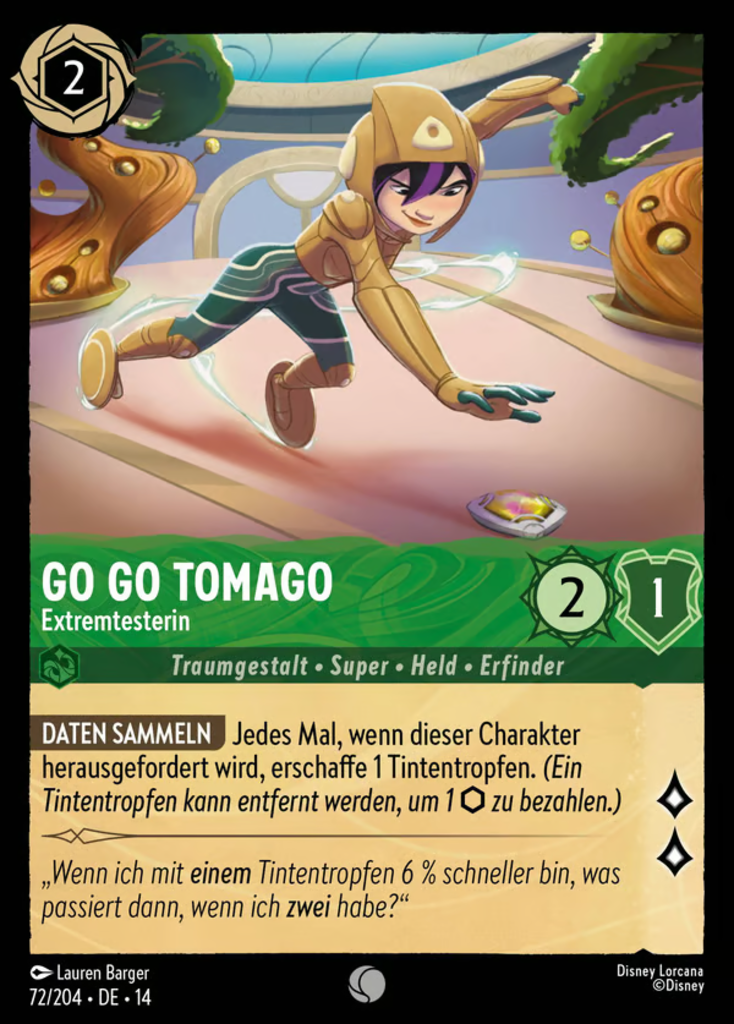 2
GO GO TOMAGO
Extremtesterin
2
1
Traumgestalt • Super • Held • Erfinder
DATEN SAMMELN Jedes Mal, wenn dieser Charakter
herausgefordert wird, erschaffe 1 Tintentropfen. (Ein
Tintentropfen kann entfernt werden, um 1 ⬡ zu bezahlen.)
„Wenn ich mit einem Tintentropfen 6 % schneller bin, was
passiert dann, wenn ich zwei habe?“
Lauren Barger
72/204 • DE • 14
Disney Lorcana
©Disney